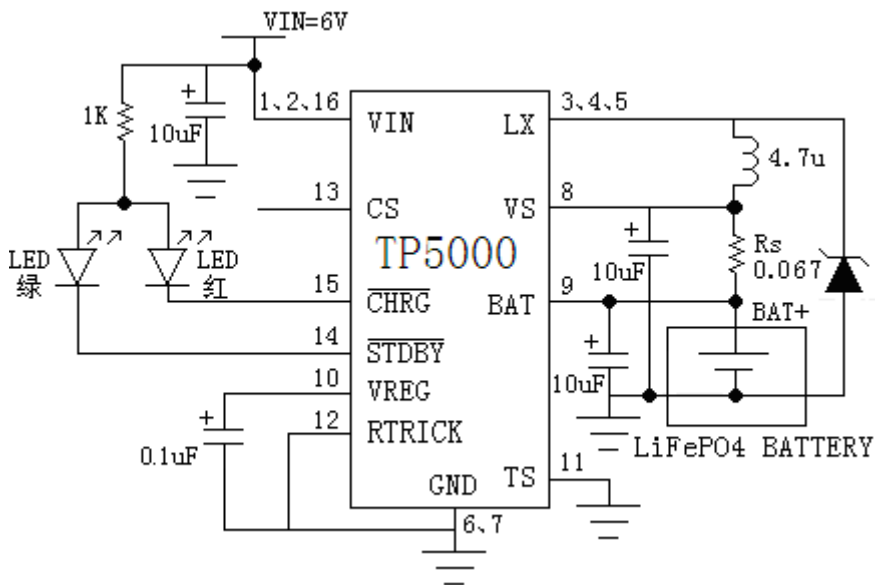 VIN=6V
1K
10uF
1、2、16
VIN
LX
3、4、5
4.7u
13
CS
VS
8
TP5000
LED
绿
LED
红
15
CHRG
BAT
9
10uF
Rs
0.067
BAT+
14
STDBY
10
VREG
12
RTRICK
0.1uF
10uF
LiFePO4 BATTERY
GND
TS
11
6、7